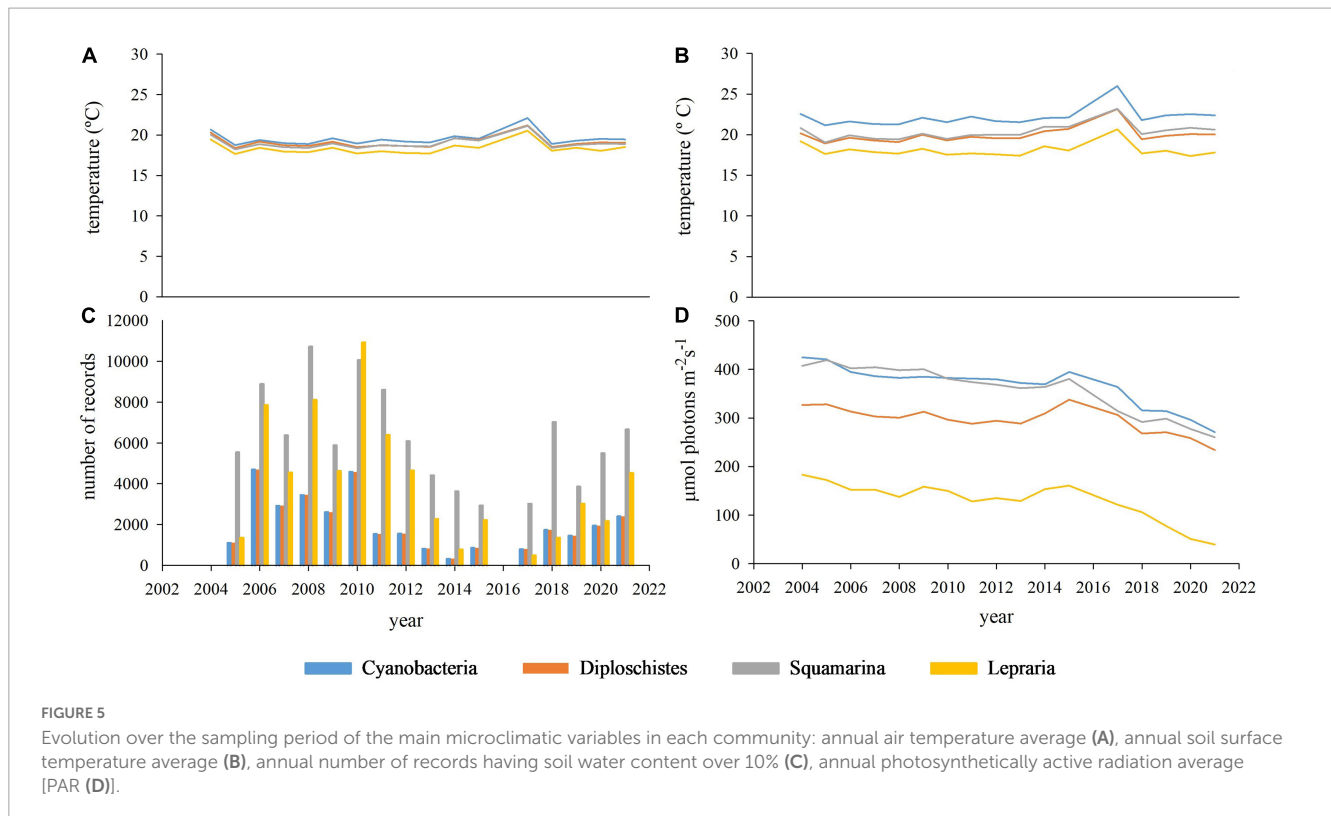 A
30
25
20
15
10
5
0
temperature (ºC)
B
30
25
20
15
10
5
0
temperature (º C)
C
12000
10000
8000
6000
4000
2000
0
number of records
2002 2004 2006 2008 2010 2012 2014 2016 2018 2020 2022
year
D
500
400
300
200
100
0
µmol photons m⁻²s⁻¹
2002 2004 2006 2008 2010 2012 2014 2016 2018 2020 2022
year
Cyanobacteria Diploschistes Squamarina Lepraria
FIGURE 5
Evolution over the sampling period of the main microclimatic variables in each community: annual air temperature average (A), annual soil surface
temperature average (B), annual number of records having soil water content over 10% (C), annual photosynthetically active radiation average
[PAR (D)].